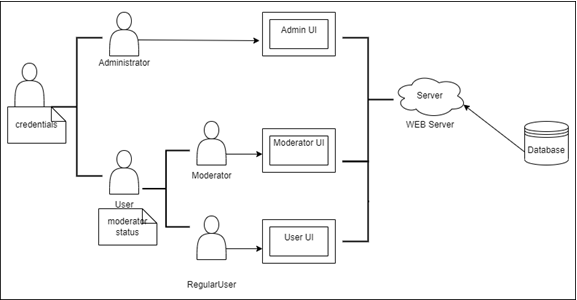 Admin UI
Administrator
credentials
Server
WEB Server
Moderator UI
Database
Moderator
User
moderator
status
User UI
RegularUser